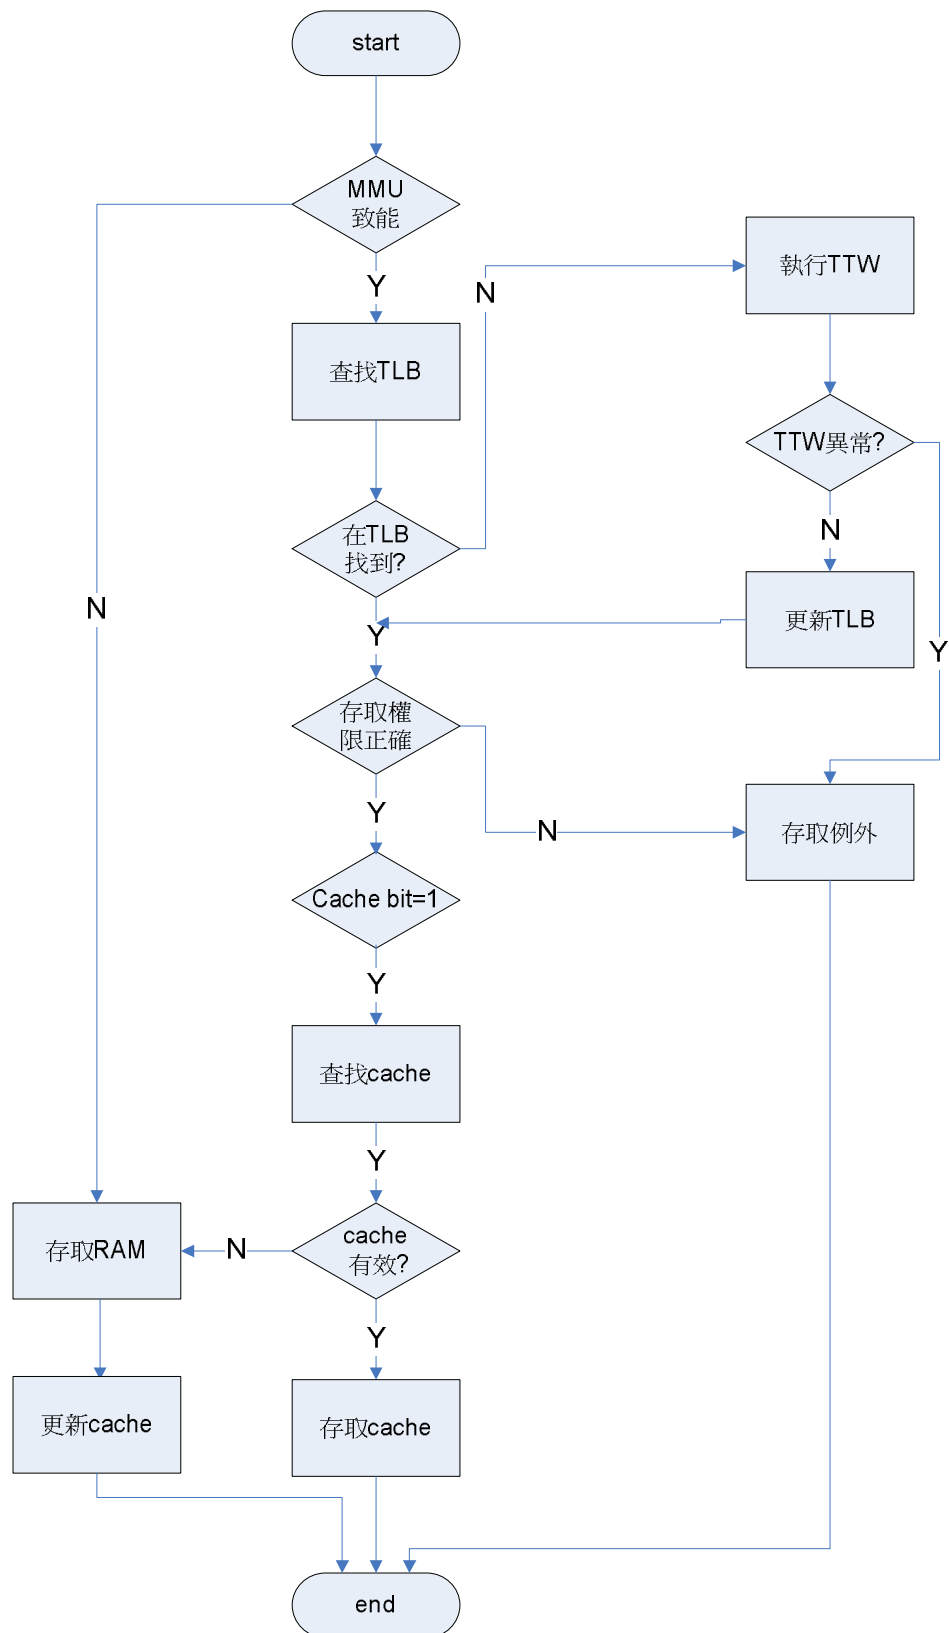 start
MMU
致能
Y
N
執行TTW
查找TLB
TTW異常?
在TLB
找到?
N
N
更新TLB
Y
Y
存取權
限正確
Y
N
存取例外
Cache bit=1
Y
查找cache
Y
cache
有效?
N
存取RAM
Y
更新cache
存取cache
end